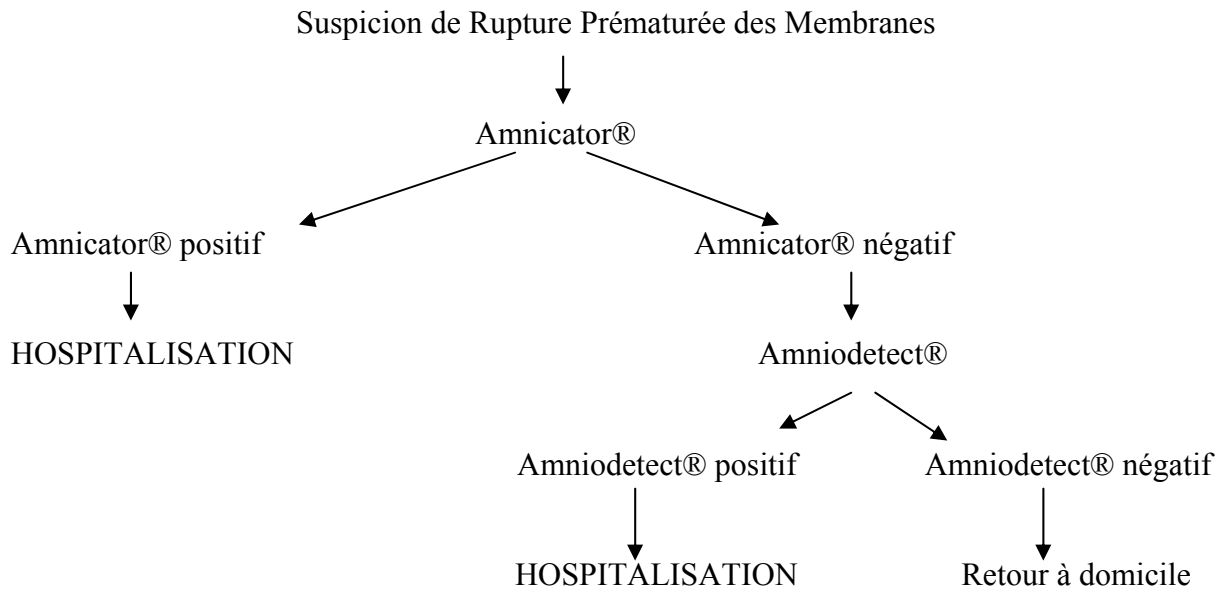 Suspicion de Rupture Prématurée des Membranes
Amnicator®
Amnicator® positif
Amnicator® négatif
HOSPITALISATION
Amniodetect®
Amniodetect® positif
Amniodetect® négatif
HOSPITALISATION
Retour à domicile